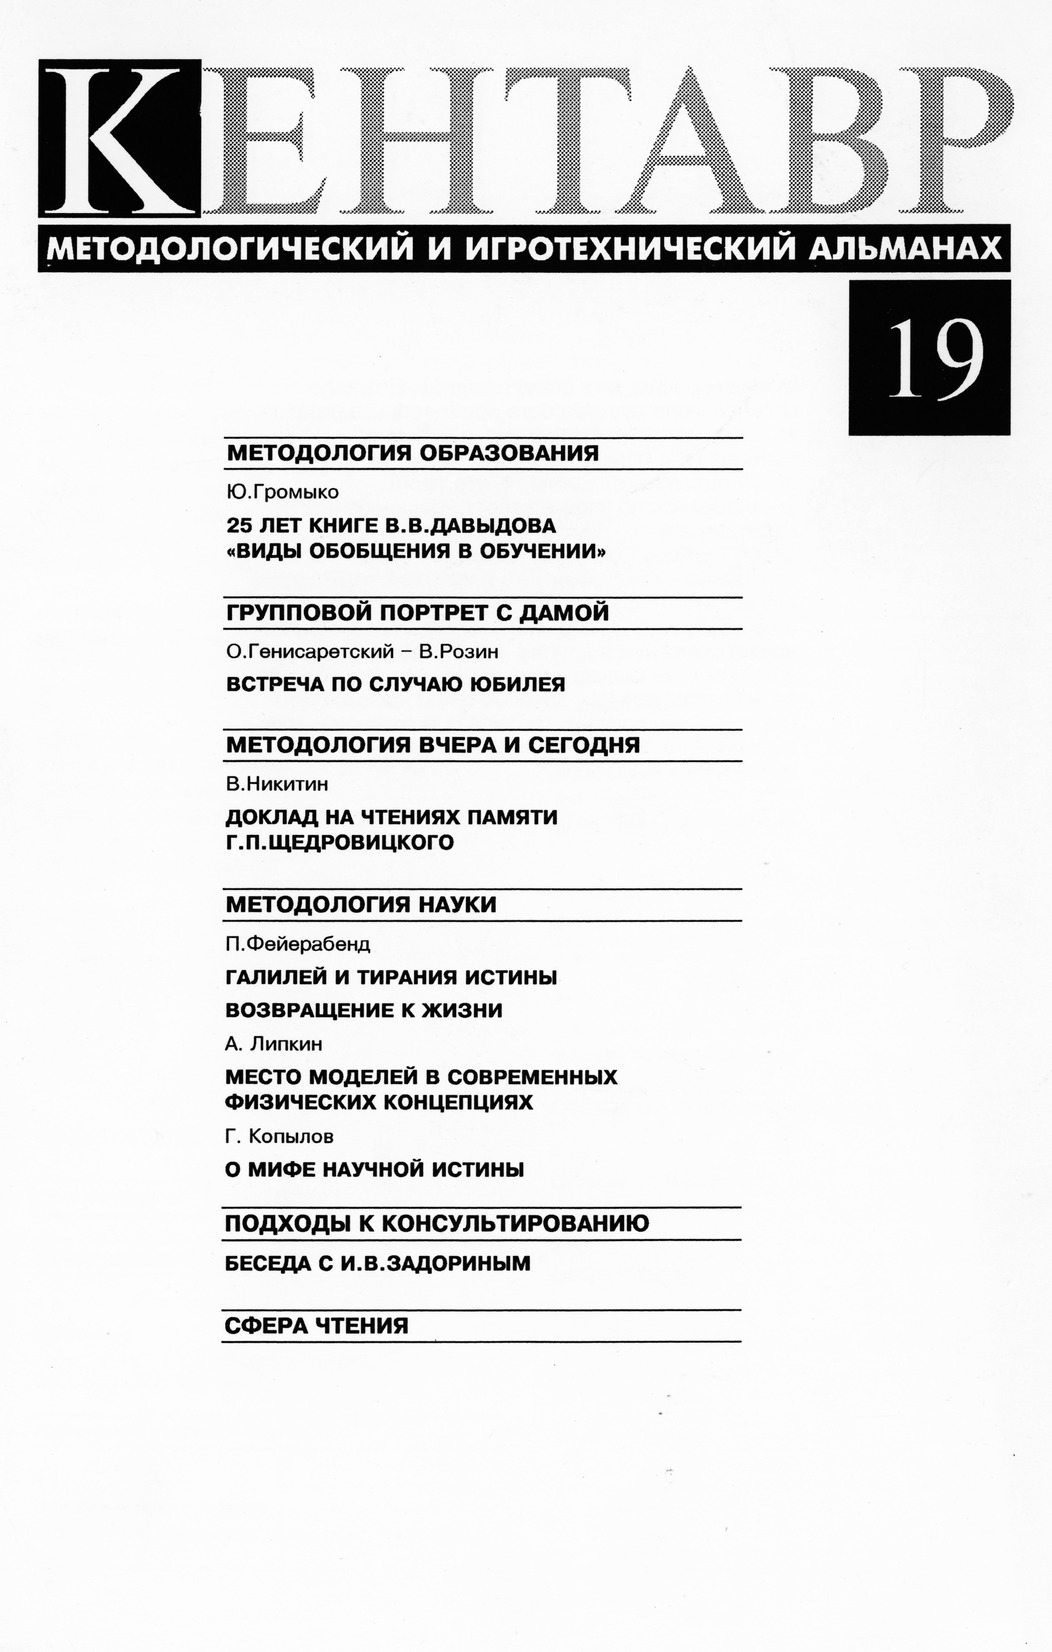 КЕНТАВР
МЕТОДОЛОГИЧЕСКИЙ И ИГРОТЕХНИЧЕСКИЙ АЛЬМАНАХ
19
МЕТОДОЛОГИЯ ОБРАЗОВАНИЯ
Ю.Громыко
25 ЛЕТ КНИГЕ В.В.ДАВЫДОВА
«ВИДЫ ОБОБЩЕНИЯ В ОБУЧЕНИИ»
ГРУППОВОЙ ПОРТРЕТ С ДАМОЙ
О.Генисаретский – В.Розин
ВСТРЕЧА ПО СЛУЧАЮ ЮБИЛЕЯ
МЕТОДОЛОГИЯ ВЧЕРА И СЕГОДНЯ
В.Никитин
ДОКЛАД НА ЧТЕНИЯХ ПАМЯТИ
Г.П.ЩЕДРОВИЦКОГО
МЕТОДОЛОГИЯ НАУКИ
П.Фейерабенд
ГАЛИЛЕЙ И ТИРАНИЯ ИСТИНЫ
ВОЗВРАЩЕНИЕ К ЖИЗНИ
А. Липкин
МЕСТО МОДЕЛЕЙ В СОВРЕМЕННЫХ
ФИЗИЧЕСКИХ КОНЦЕПЦИЯХ
Г. Копылов
О МИФЕ НАУЧНОЙ ИСТИНЫ
ПОДХОДЫ К КОНСУЛЬТИРОВАНИЮ
БЕСЕДА С И.В.ЗАДОРИНЫМ
СФЕРА ЧТЕНИЯ